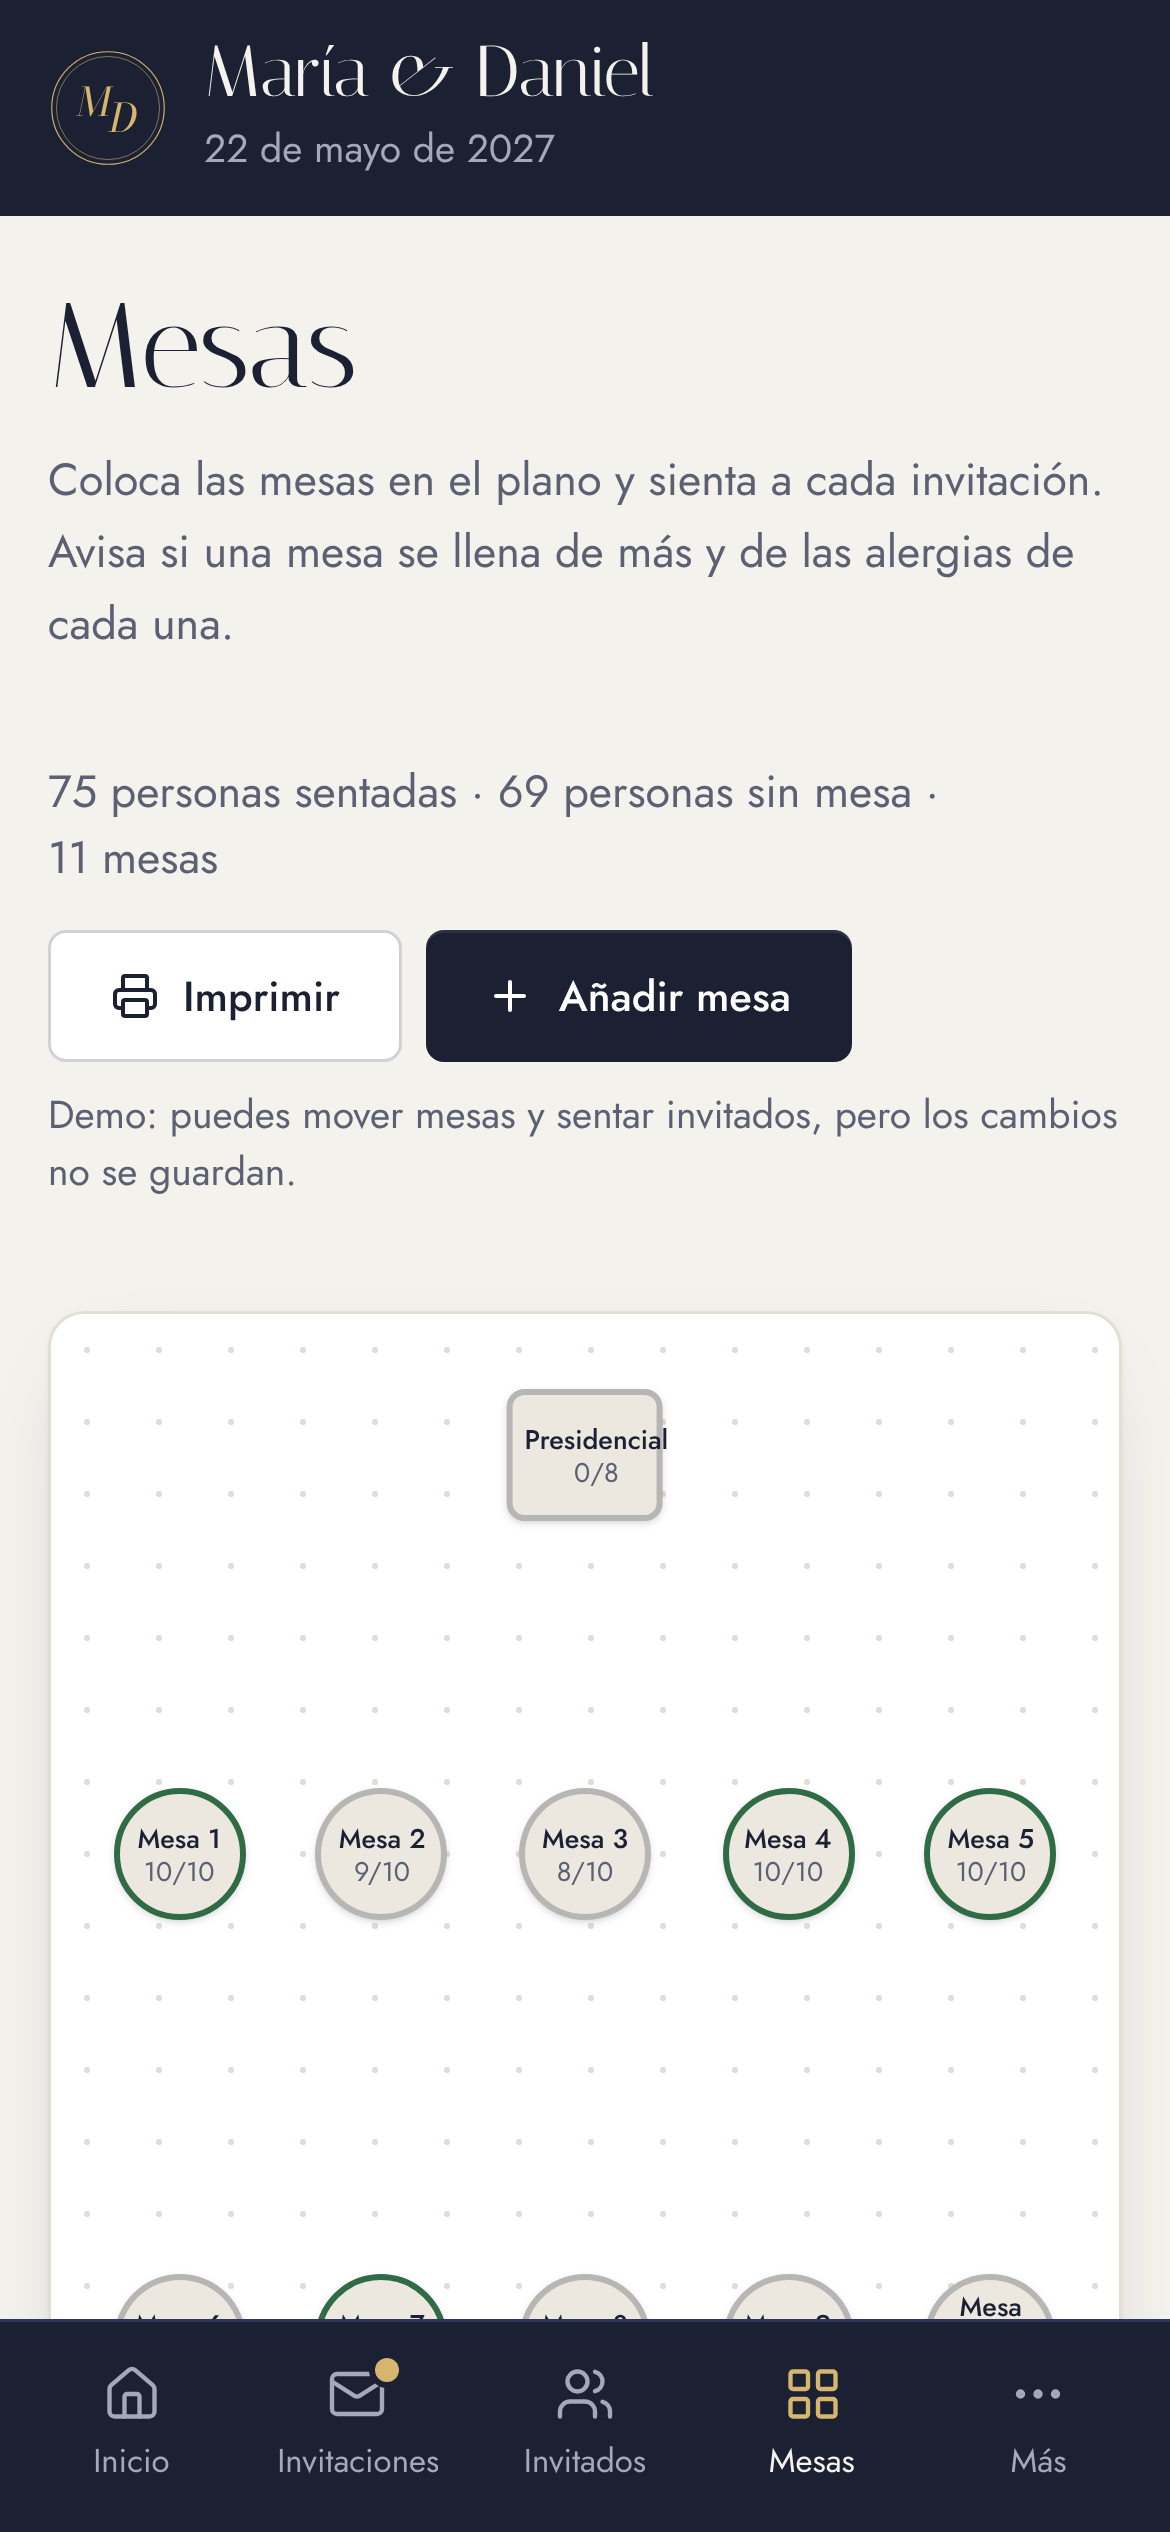 MD
María & Daniel
22 de mayo de 2027
Mesas
Coloca las mesas en el plano y sienta a cada invitación.
Avisa si una mesa se llena de más y de las alergias de
cada una.
75 personas sentadas · 69 personas sin mesa ·
11 mesas
Imprimir
Añadir mesa
Demo: puedes mover mesas y sentar invitados, pero los cambios
no se guardan.
Presidencial
0/8
Mesa 1
10/10
Mesa 2
9/10
Mesa 3
8/10
Mesa 4
10/10
Mesa 5
10/10
Mesa
Inicio
Invitaciones
Invitados
Mesas
Más